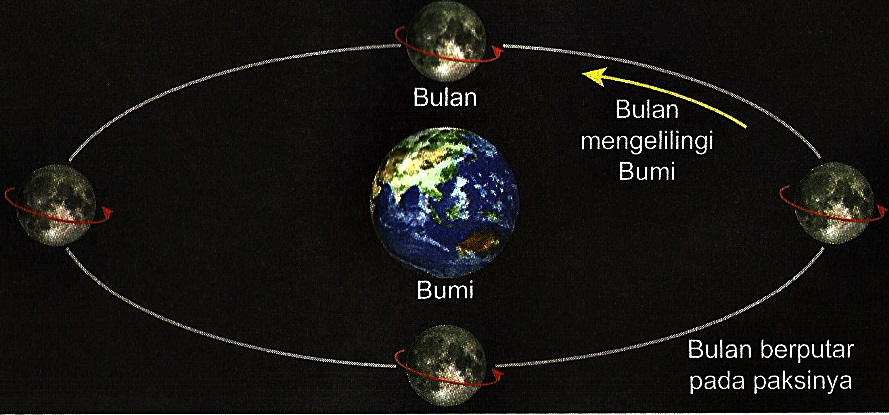 Bulan
Bulan
mengelilingi
Bumi
Bumi
Bulan berputar
pada paksinya